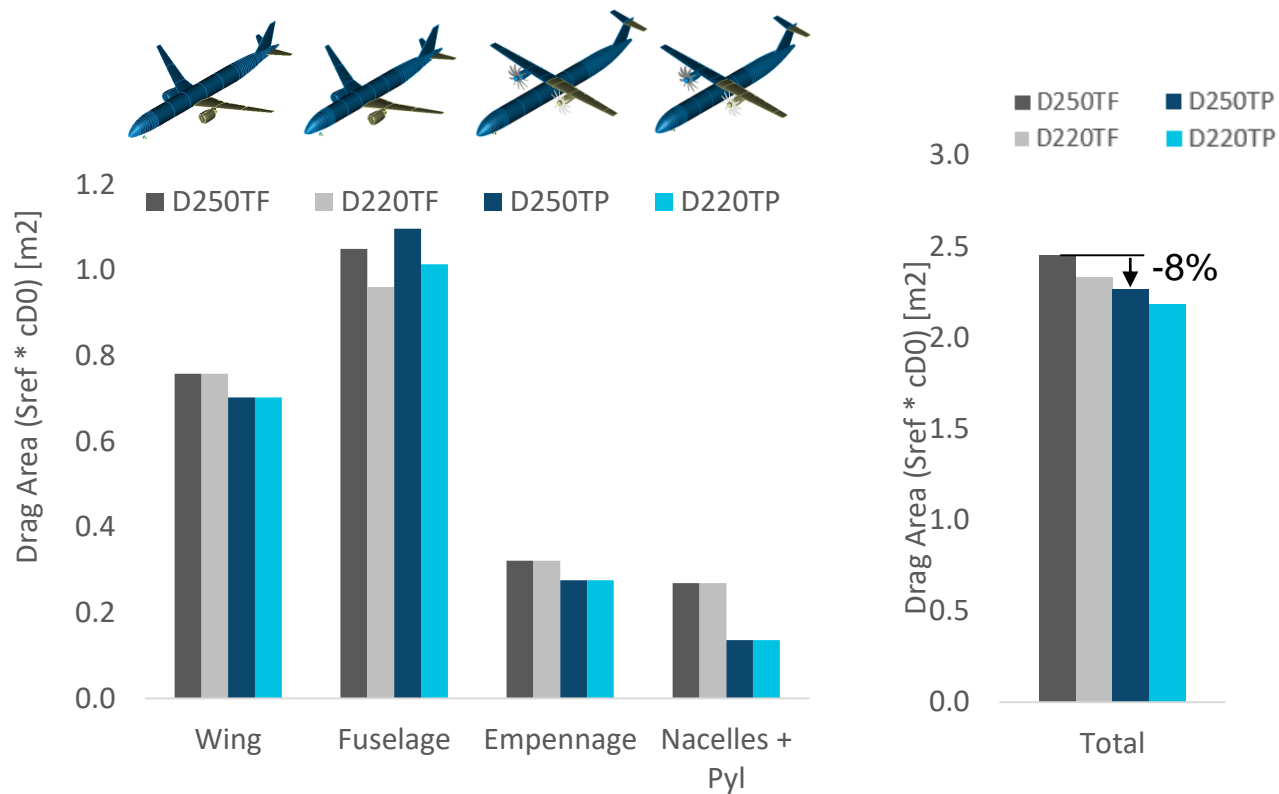 D250TF D220TF D250TP D220TP
Drag Area (Sref * cD0) [m2]
1.2
1.0
0.8
0.6
0.4
0.2
0.0
Wing
Fuselage
Empennage
Nacelles +
Pyl
D250TF D250TP
D220TF D220TP
Drag Area (Sref * cD0) [m2]
3.0
2.5
2.0
1.5
1.0
0.5
0.0
-8%
Total